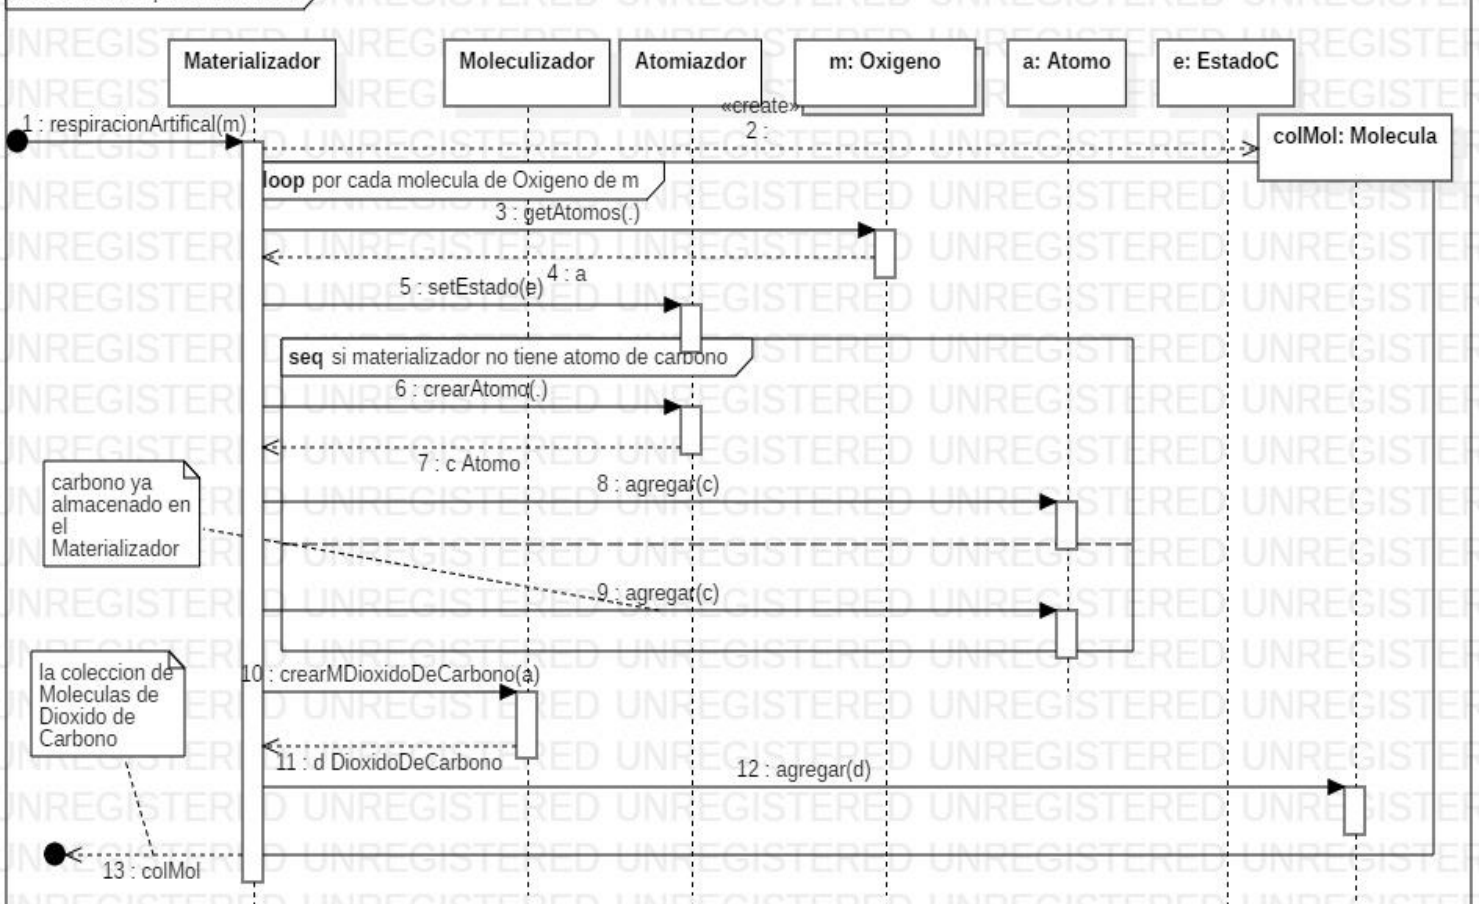 Materializador
Moleculizador
Atomiazdor
m: Oxigeno
a: Atomo
e: EstadoC
«create»
1 : respiracionArtifical(m)
2 :
colMol: Molecula
loop por cada molecula de Oxigeno de m
3 : getAtomos(.)
4 : a
5 : setEstado(e)
seq si materializador no tiene atomo de carbono
6 : crearAtomo(.)
7 : c Atomo
carbono ya
almacenado en
el
Materializador
8 : agregar(c)
9 : agregar(c)
la coleccion de
Moleculas de
Dioxido de
Carbono
10 : crearMDioxidoDeCarbono(a)
11 : d DioxidoDeCarbono
12 : agregar(d)
13 : colMol
UNREGISTERED